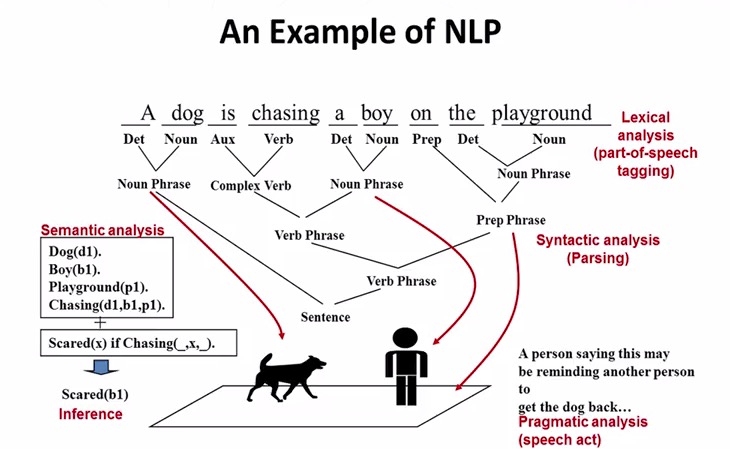 An Example of NLP
A dog is chasing a boy on the playground
Det Noun Aux Verb Det Noun Prep Det Noun
Lexical
analysis
(part-of-speech
tagging)
Noun Phrase
Noun Phrase Complex Verb Noun Phrase
Prep Phrase
Verb Phrase
Syntactic analysis
(Parsing)
Verb Phrase
Sentence
Semantic analysis
Dog(d1).
Boy(b1).
Playground(p1).
Chasing(d1,b1,p1).
+
Scared(x) if Chasing(_,x,_).
Scared(b1)
Inference
A person saying this may
be reminding another person
to
get the dog back…
Pragmatic analysis
(speech act)